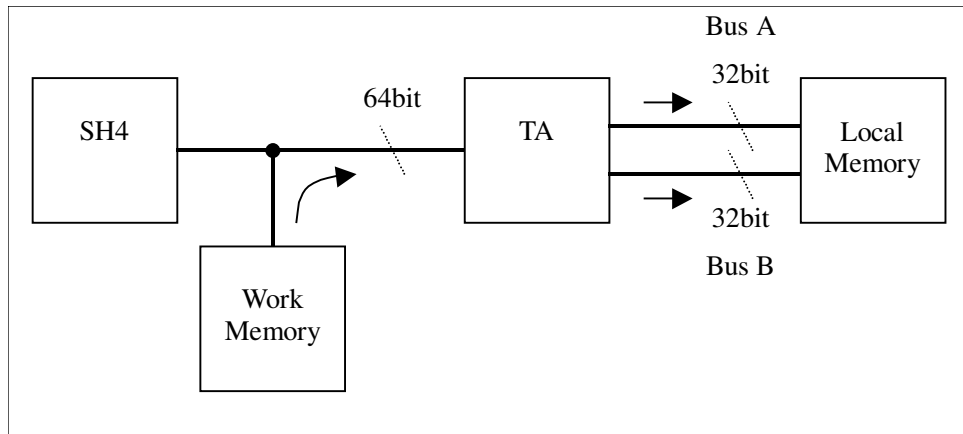 Bus A
32bit
64bit
SH4
TA
Local
Memory
32bit
Bus B
Work
Memory